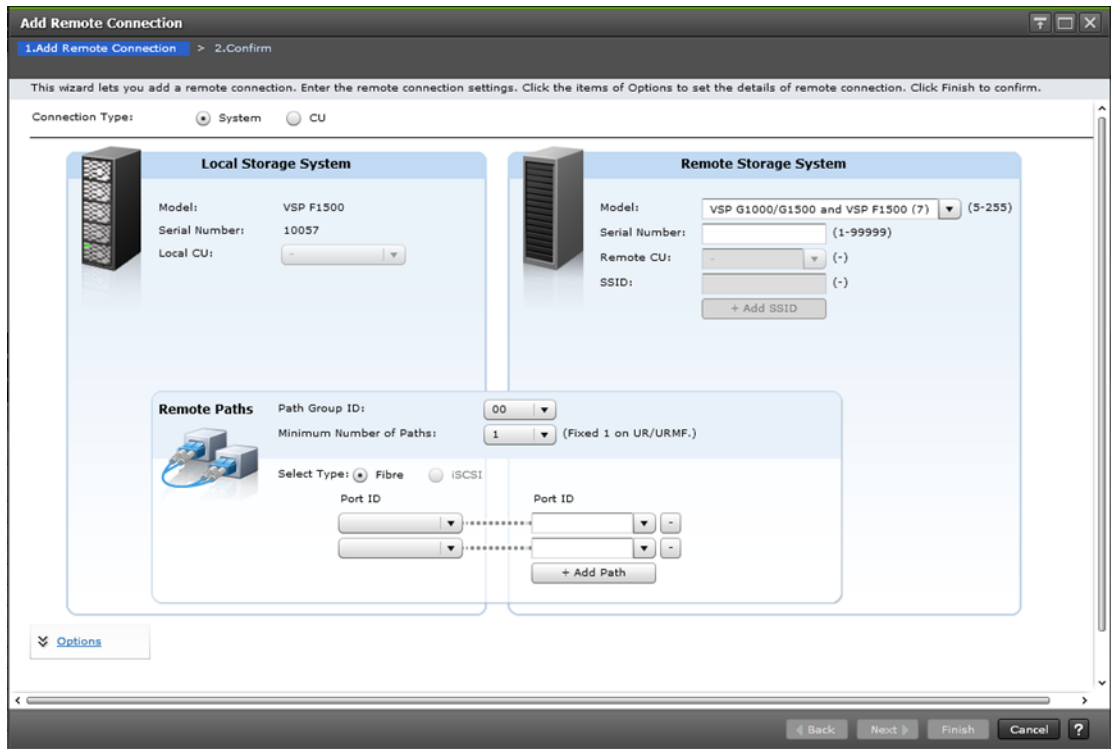 Add Remote Connection
1.Add Remote Connection > 2.Confirm
This wizard lets you add a remote connection. Enter the remote connection settings. Click the items of Options to set the details of remote connection. Click Finish to confirm.
Connection Type: System CU
Local Storage System
Model: VSP F1500
Serial Number: 10057
Local CU: -
Remote Storage System
Model: VSP G1000/G1500 and VSP F1500 (7) (5-255)
Serial Number: (1-99999)
Remote CU: - (-)
SSID: (-)
+ Add SSID
Remote Paths
Path Group ID: 00
Minimum Number of Paths: 1 (Fixed 1 on UR/URMF.)
Select Type: Fibre iSCSI
Port ID Port ID
-
-
+ Add Path
Options
Back Next Finish Cancel ?